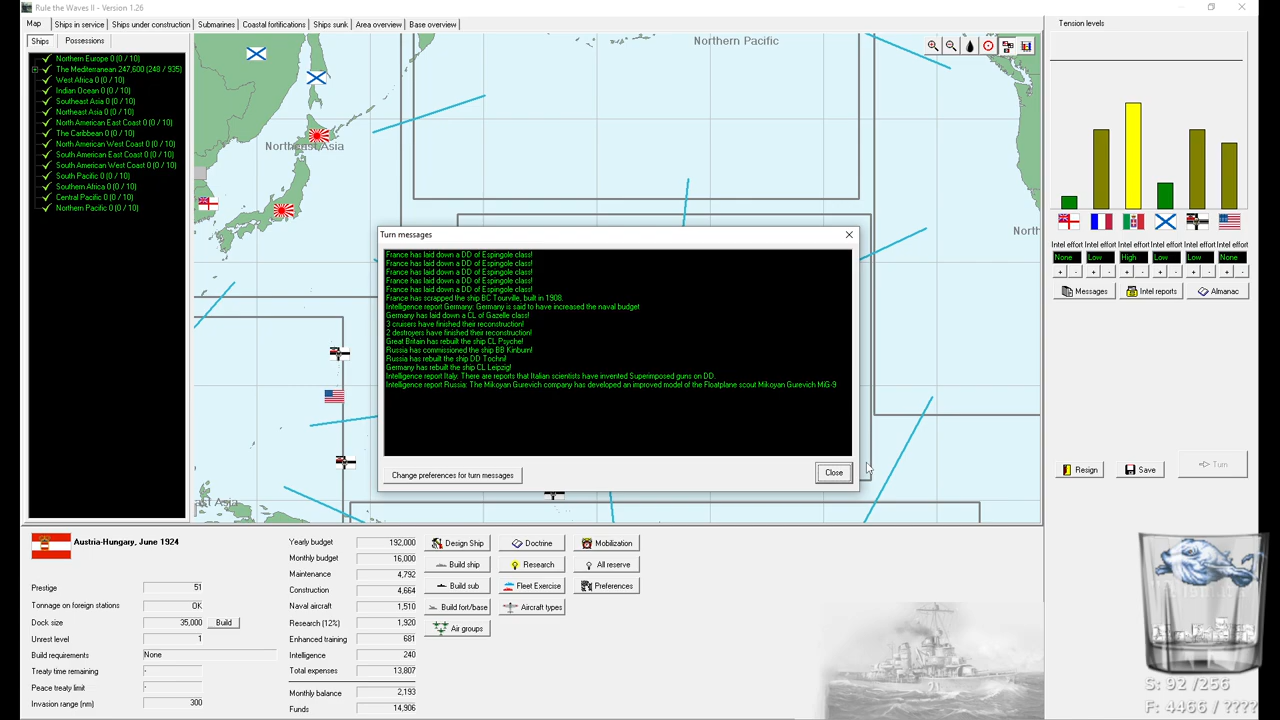 Rule the Waves II - Version 1.26
Map
Ships in service
Ships under construction
Submarines
Coastal fortifications
Ships sunk
Area overview
Base overview
Ships
Possessions
Northern Europe 0 (0 / 10)
The Mediterranean 247,600 (248 / 935)
West Africa 0 (0 / 10)
Indian Ocean 0 (0 / 10)
Southeast Asia 0 (0 / 10)
Northeast Asia 0 (0 / 10)
North American East Coast 0 (0 / 10)
The Caribbean 0 (0 / 10)
North American West Coast 0 (0 / 10)
South American East Coast 0 (0 / 10)
South American West Coast 0 (0 / 10)
South Pacific 0 (0 / 10)
Southern Africa 0 (0 / 10)
Central Pacific 0 (0 / 10)
Northern Pacific 0 (0 / 10)
Northern Pacific
Northeast Asia
North
ast Asia
Turn messages
France has laid down a DD of Espingole class!
France has laid down a DD of Espingole class!
France has laid down a DD of Espingole class!
France has laid down a DD of Espingole class!
France has laid down a DD of Espingole class!
France has scrapped the ship BC Tourville, built in 1908.
Intelligence report Germany: Germany is said to have increased the naval budget
Germany has laid down a CL of Gazelle class!
3 cruisers have finished their reconstruction!
2 destroyers have finished their reconstruction!
Great Britain has rebuilt the ship CL Psyche!
Russia has commissioned the ship BB Kinburn!
Russia has rebuilt the ship DD Tochni!
Germany has rebuilt the ship CL Leipzig!
Intelligence report Italy: There are reports that Italian scientists have invented Superimposed guns on DD.
Intelligence report Russia: The Mikoyan Gurevich company has developed an improved model of the Floatplane scout Mikoyan Gurevich MiG-9
Change preferences for turn messages
Close
Tension levels
Intel effort Intel effort Intel effort Intel effort Intel effort Intel effort
None Low High Low Low None
+ - + - + - + - + - + -
Messages
Intel reports
Almanac
Resign
Save
Turn
Austria-Hungary, June 1924
Prestige 51
Tonnage on foreign stations OK
Dock size 35,000 Build
Unrest level 1
Build requirements None
Treaty time remaining -
Peace treaty limit -
Invasion range (nm) 300
Yearly budget 192,000
Monthly budget 16,000
Maintenance 4,792
Construction 4,664
Naval aircraft 1,510
Research (12%) 1,920
Enhanced training 681
Intelligence 240
Total expenses 13,807
Monthly balance 2,193
Funds 14,906
Design Ship
Doctrine
Mobilization
Build ship
Research
All reserve
Build sub
Fleet Exercise
Preferences
Build fort/base
Aircraft types
Air groups
S: 92 /256
F: 4466 / ????